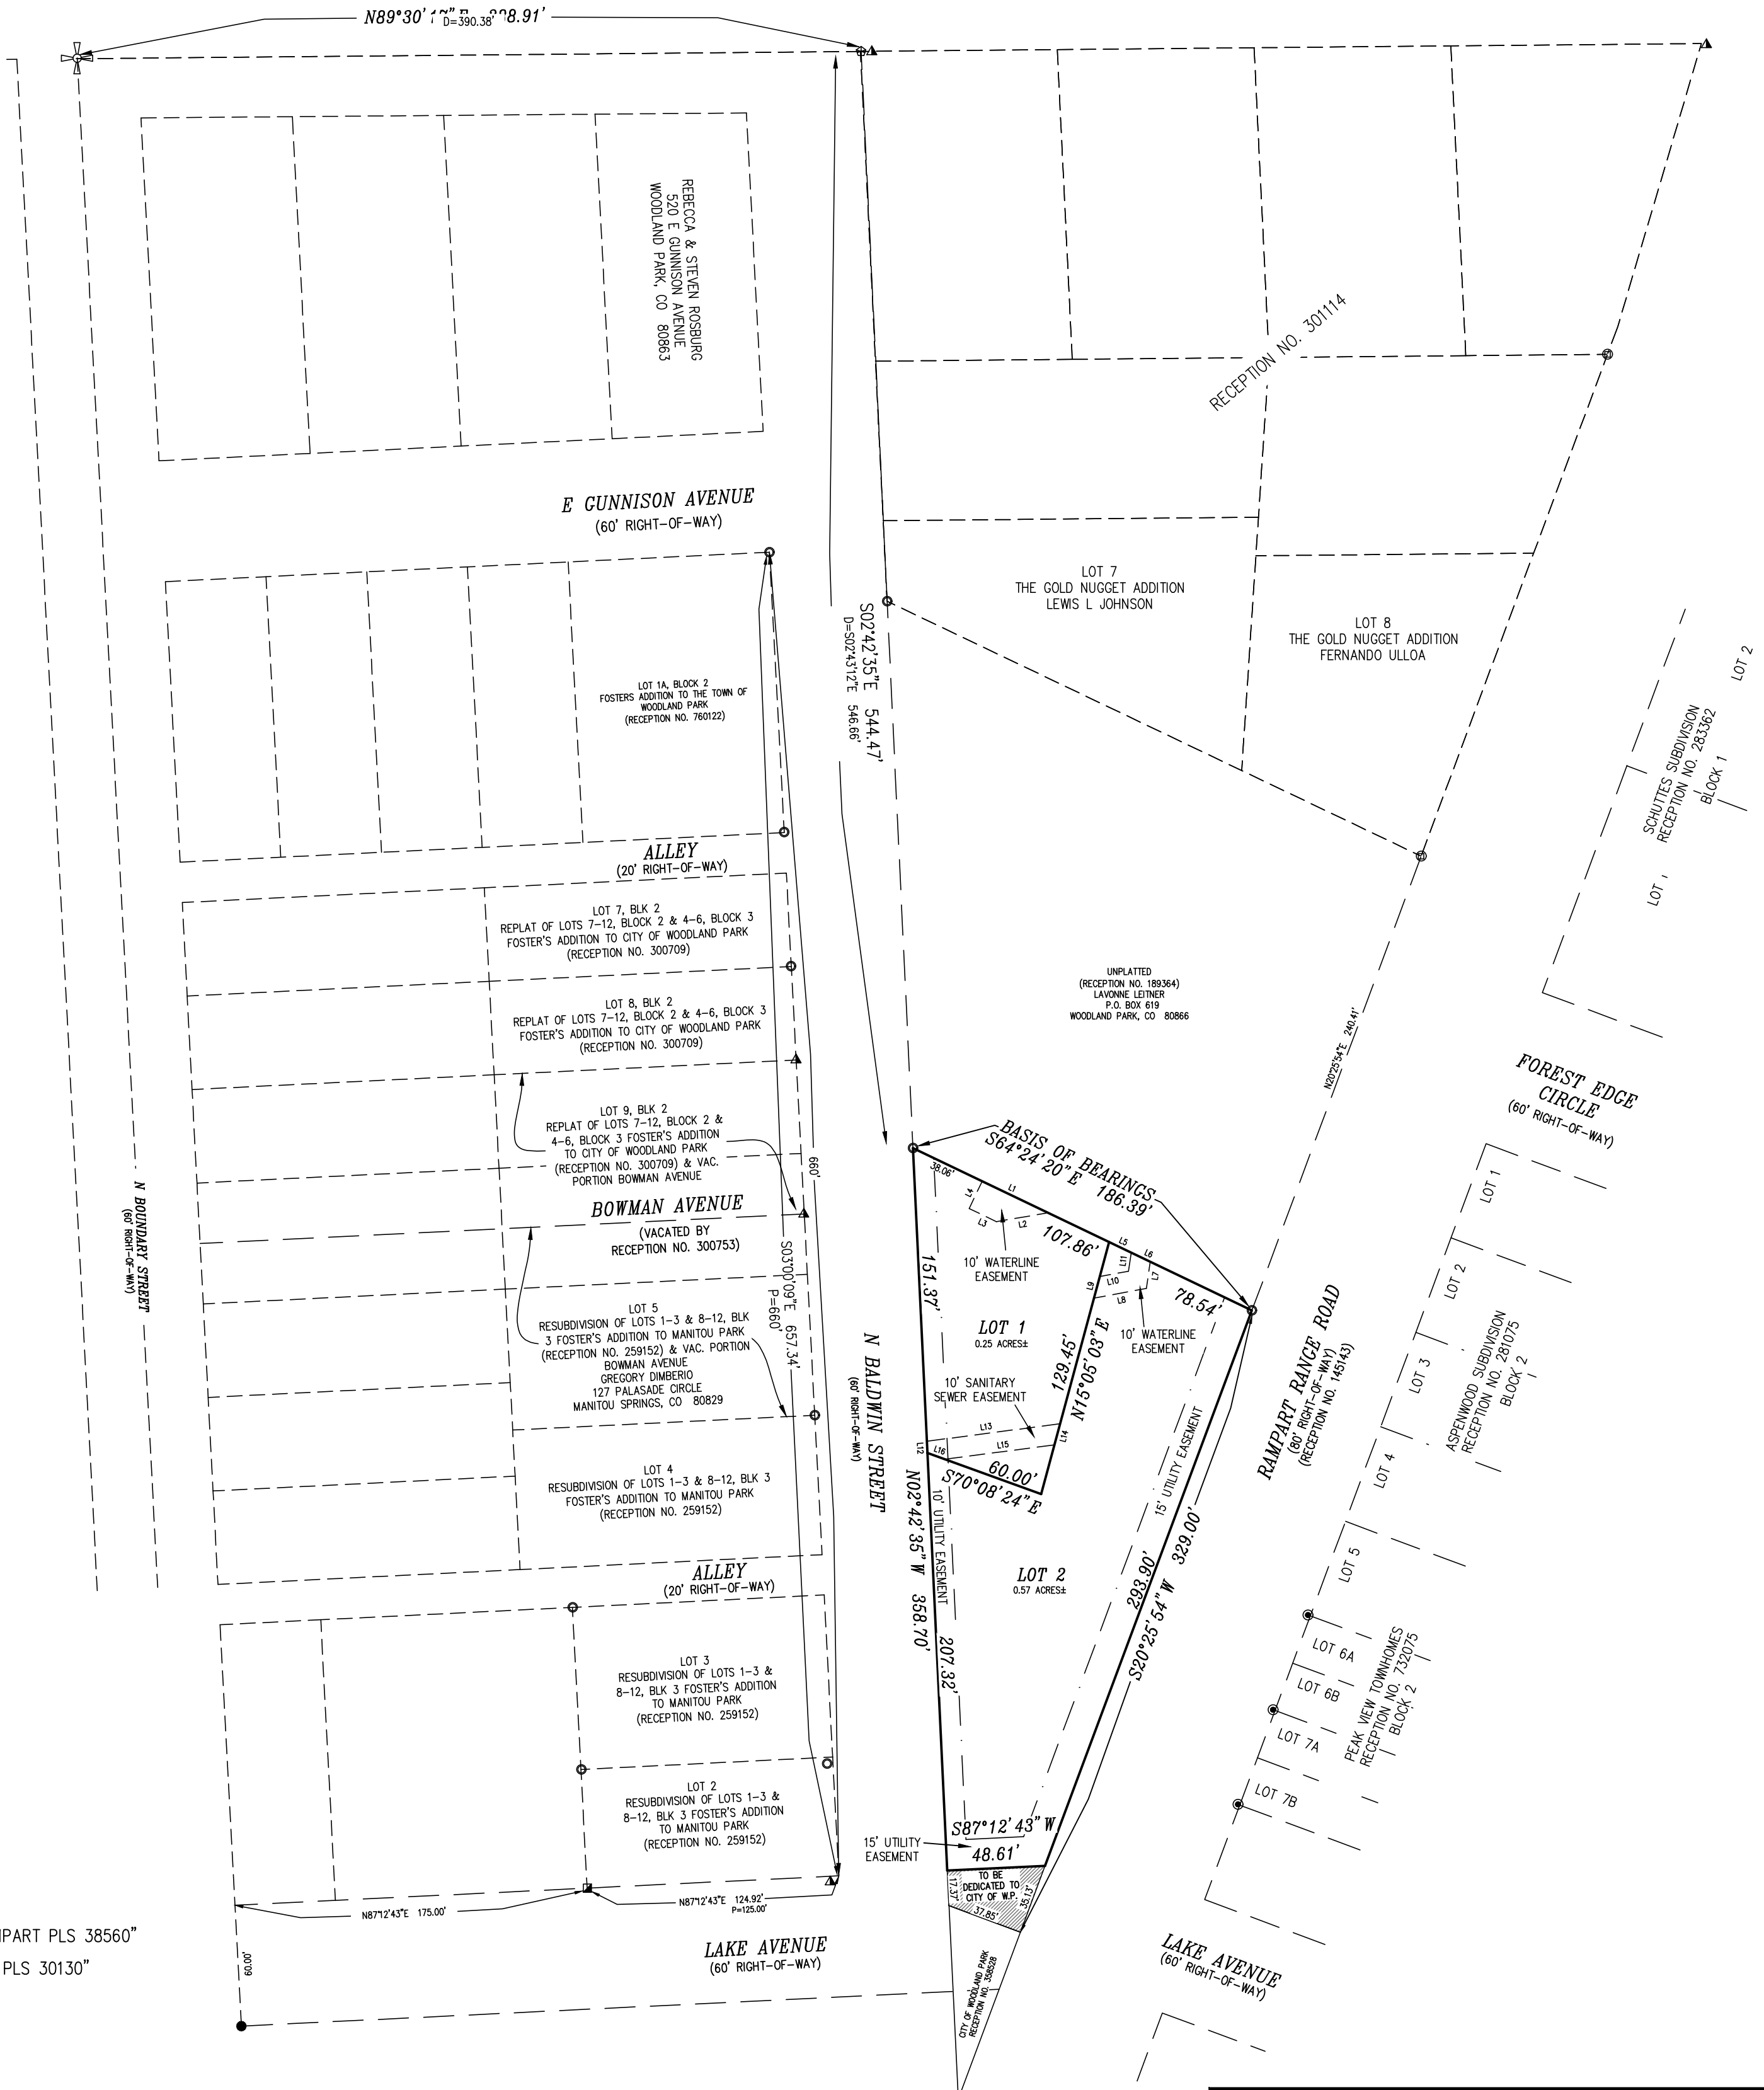 D=390.38'
REBECCA & STEVEN ROSBURG
520 E GUNNISON AVENUE
WOODLAND PARK, CO 80863
RECEPTION NO. 301114
E GUNNISON AVENUE
(60' RIGHT-OF-WAY)
LOT 7
THE GOLD NUGGET ADDITION
LEWIS L JOHNSON
LOT 8
THE GOLD NUGGET ADDITION
FERNANDO ULLOA
S02°42'35"E 544.47'
D=S02°43'12"E 546.66'
LOT 1A, BLOCK 2
FOSTERS ADDITION TO THE TOWN OF
WOODLAND PARK
(RECEPTION NO. 760122)
LOT 2
SCHUTTES SUBDIVISION
RECEPTION NO. 283362
BLOCK 1
LOT 1
ALLEY
(20' RIGHT-OF-WAY)
LOT 7, BLK 2
REPLAT OF LOTS 7-12, BLOCK 2 & 4-6, BLOCK 3
FOSTER'S ADDITION TO CITY OF WOODLAND PARK
(RECEPTION NO. 300709)
LOT 8, BLK 2
REPLAT OF LOTS 7-12, BLOCK 2 & 4-6, BLOCK 3
FOSTER'S ADDITION TO CITY OF WOODLAND PARK
(RECEPTION NO. 300709)
UNPLATTED
(RECEPTION NO. 189364)
LAVONNE LEITNER
P.O. BOX 619
WOODLAND PARK, CO 80866
N20°25'54"E 240.41'
FOREST EDGE
CIRCLE
(60' RIGHT-OF-WAY)
LOT 9, BLK 2
REPLAT OF LOTS 7-12, BLOCK 2 &
4-6, BLOCK 3 FOSTER'S ADDITION
TO CITY OF WOODLAND PARK
(RECEPTION NO. 300709) & VAC.
PORTION BOWMAN AVENUE
660'
N BOUNDARY STREET
(60' RIGHT-OF-WAY)
BOWMAN AVENUE
(VACATED BY
RECEPTION NO. 300753)
S03°00'09"E 657.34'
P=660'
BASIS OF BEARINGS
S64°24'20"E 186.39'
38.06'
L1
L4
L3
L2
107.86'
L5
L6
L11
L10
L7
L9
L8
78.54'
10' WATERLINE
EASEMENT
10' WATERLINE
EASEMENT
151.37'
LOT 1
0.25 ACRES±
129.45'
N15°05'03"E
10' SANITARY
SEWER EASEMENT
L13
L12
L16
L15
L14
60.00'
S70°08'24"E
LOT 5
RESUBDIVISION OF LOTS 1-3 & 8-12, BLK
3 FOSTER'S ADDITION TO MANITOU PARK
(RECEPTION NO. 259152) & VAC. PORTION
BOWMAN AVENUE
GREGORY DIMBERIO
127 PALASADE CIRCLE
MANITOU SPRINGS, CO 80829
N BALDWIN STREET
(60' RIGHT-OF-WAY)
RAMPART RANGE ROAD
(80' RIGHT-OF-WAY)
(RECEPTION NO. 145143)
LOT 1
LOT 2
LOT 3
LOT 4
LOT 5
ASPENWOOD SUBDIVISION
RECEPTION NO. 281075
BLOCK 2
LOT 4
RESUBDIVISION OF LOTS 1-3 & 8-12, BLK 3
FOSTER'S ADDITION TO MANITOU PARK
(RECEPTION NO. 259152)
N02°42'35"W 358.70'
10' UTILITY EASEMENT
207.32'
15' UTILITY EASEMENT
293.90'
S20°25'54"W 329.00'
LOT 2
0.57 ACRES±
ALLEY
(20' RIGHT-OF-WAY)
LOT 3
RESUBDIVISION OF LOTS 1-3 &
8-12, BLK 3 FOSTER'S ADDITION
TO MANITOU PARK
(RECEPTION NO. 259152)
LOT 6A
LOT 6B
LOT 7A
LOT 7B
PEAK VIEW TOWNHOMES
RECEPTION NO. 732075
BLOCK 2
LOT 2
RESUBDIVISION OF LOTS 1-3 &
8-12, BLK 3 FOSTER'S ADDITION
TO MANITOU PARK
(RECEPTION NO. 259152)
S87°12'43"W
48.61'
15' UTILITY
EASEMENT
TO BE
DEDICATED TO
CITY OF W.P.
17.37'
35.13'
37.85'
N87°12'43"E 175.00'
N87°12'43"E 124.92'
P=125.00'
60.00'
LAKE AVENUE
(60' RIGHT-OF-WAY)
CITY OF WOODLAND PARK
RECEPTION NO. 358528
LAKE AVENUE
(60' RIGHT-OF-WAY)
PART PLS 38560"
PLS 30130"